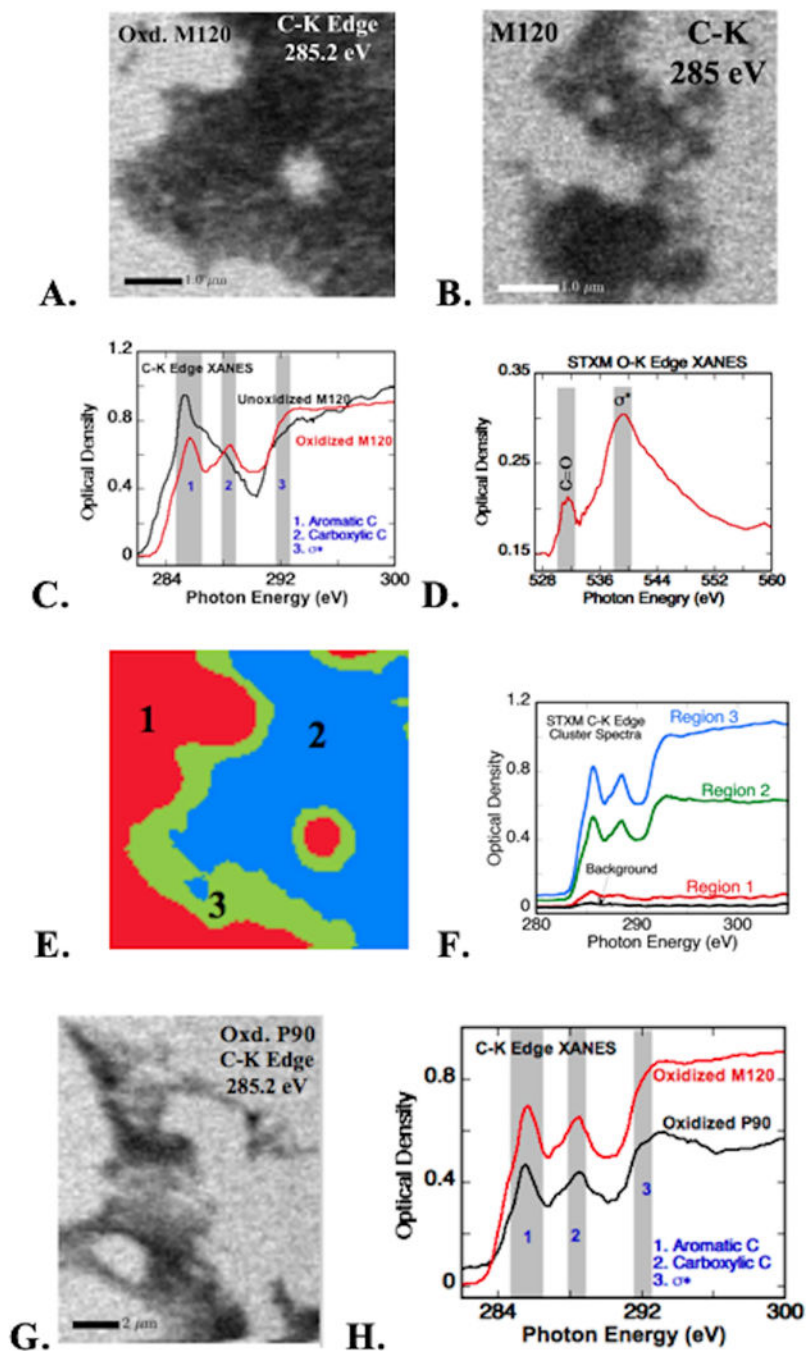 Oxd. M120
C-K Edge
285.2 eV
1.0 µm
A.
M120
C-K
285 eV
1.0 µm
B.
C-K Edge XANES
Unoxidized M120
Oxidized M120
1
2
3
1. Aromatic C
2. Carboxylic C
3. σ*
1.2
0.8
0.4
0
284
292
300
Optical Density
Photon Energy (eV)
C.
STXM O-K Edge XANES
C=O
σ*
0.35
0.25
0.15
528
536
544
552
560
Optical Density
Photon Enegry (eV)
D.
1
2
3
E.
STXM C-K Edge
Cluster Spectra
Region 3
Region 2
Background
Region 1
1.2
0.8
0.4
0
280
290
300
Optical Density
Photon Energy (eV)
F.
Oxd. P90
C-K Edge
285.2 eV
2 µm
G.
C-K Edge XANES
Oxidized M120
Oxidized P90
1
2
3
1. Aromatic C
2. Carboxylic C
3. σ*
0.8
0.4
0
284
292
300
Optical Density
Photon Energy (eV)
H.